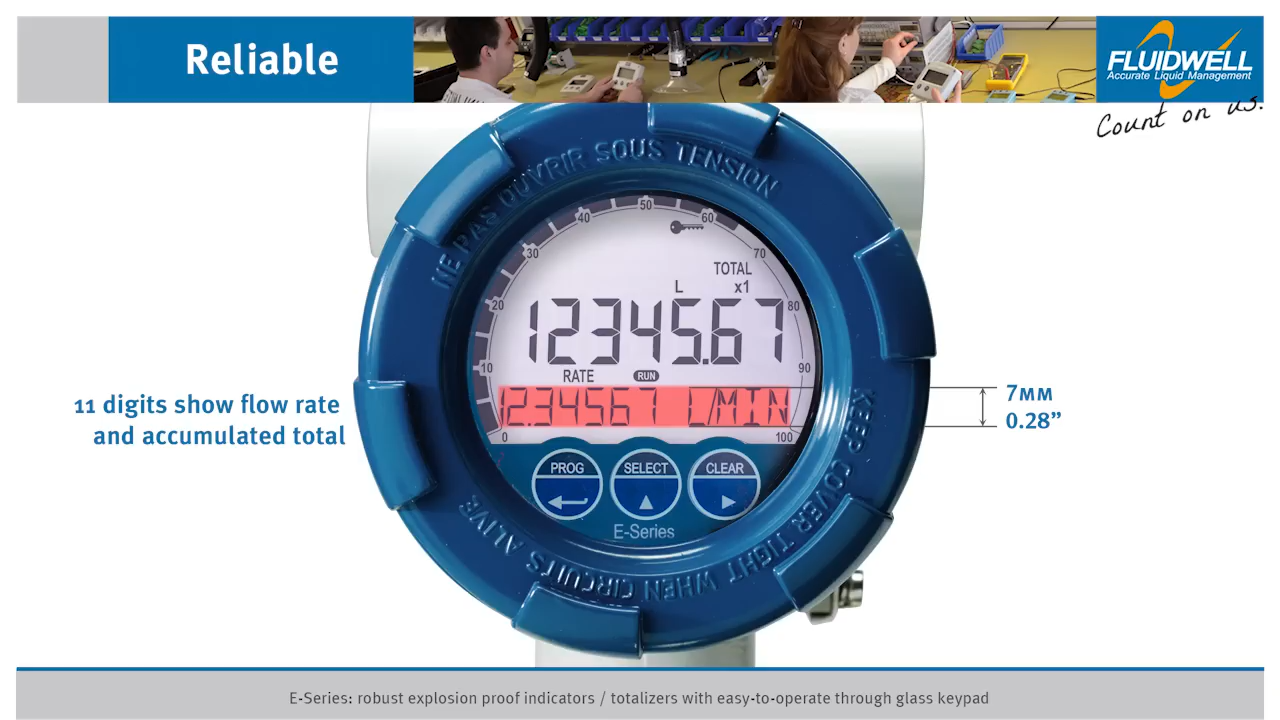 Reliable
FLUIDWELL
Accurate Liquid Management
Count on us.
NE PAS OUVRIR SOUS TENSION
50
40
60
30
70
TOTAL
L
x1
20
80
12345.67
10
RATE
RUN
90
12.34567 L/MIN
0
100
11 digits show flow rate
and accumulated total
7MM
0.28”
PROG
SELECT
CLEAR
E-Series
KEEP COVER TIGHT WHEN CIRCUITS ALIVE
E-Series: robust explosion proof indicators / totalizers with easy-to-operate through glass keypad